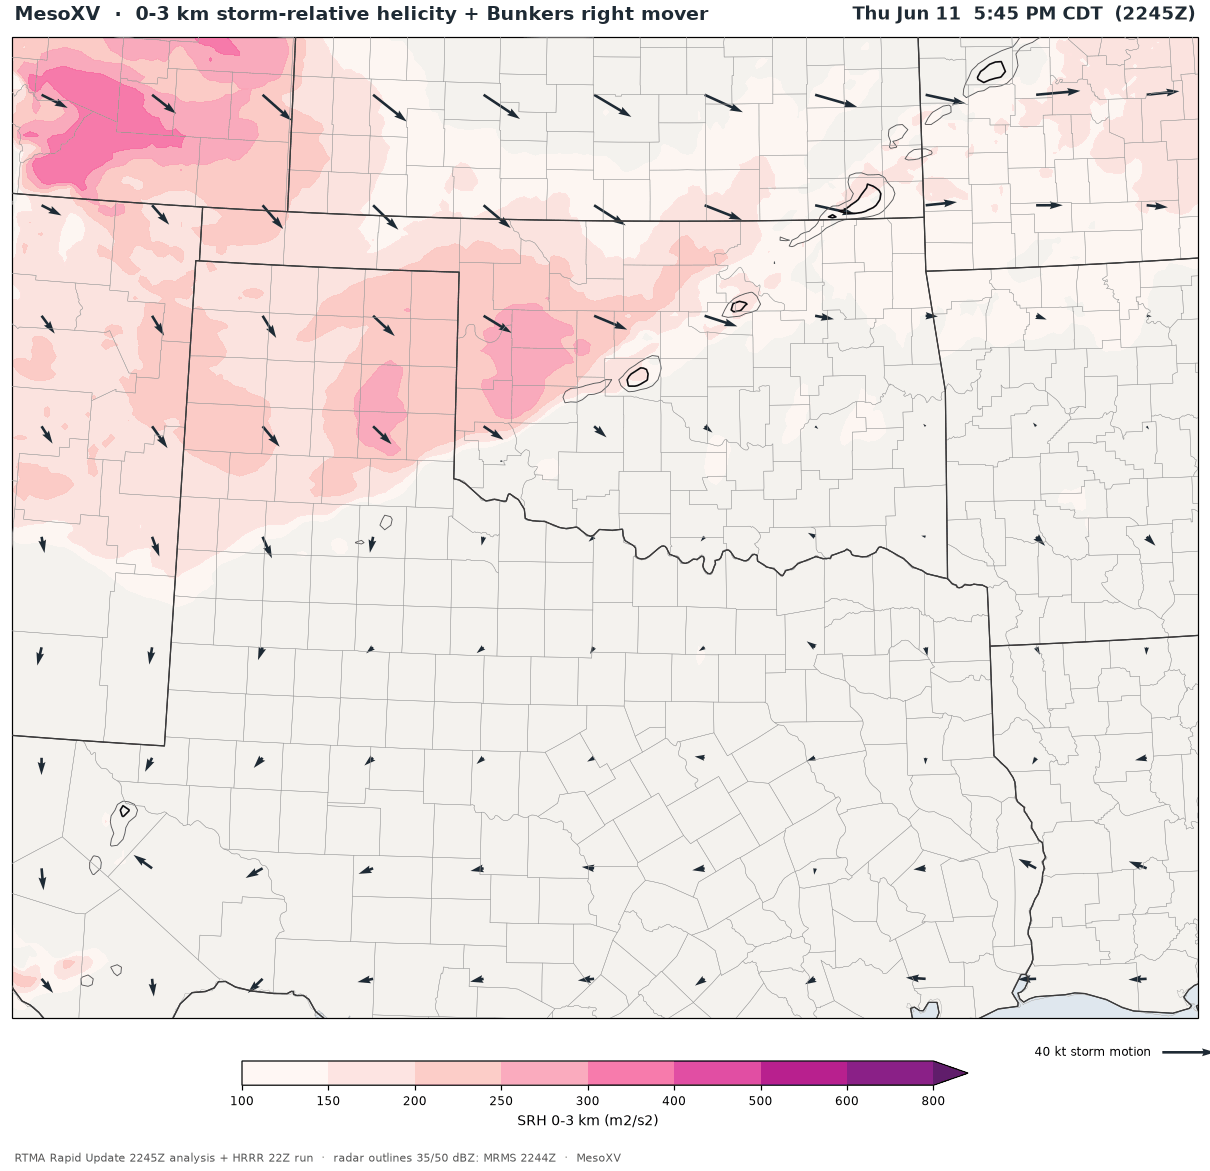 MesoXV · 0-3 km storm-relative helicity + Bunkers right mover
Thu Jun 11 5:45 PM CDT (2245Z)
40 kt storm motion
100 150 200 250 300 400 500 600 800
SRH 0-3 km (m2/s2)
RTMA Rapid Update 2245Z analysis + HRRR 22Z run · radar outlines 35/50 dBZ: MRMS 2244Z · MesoXV